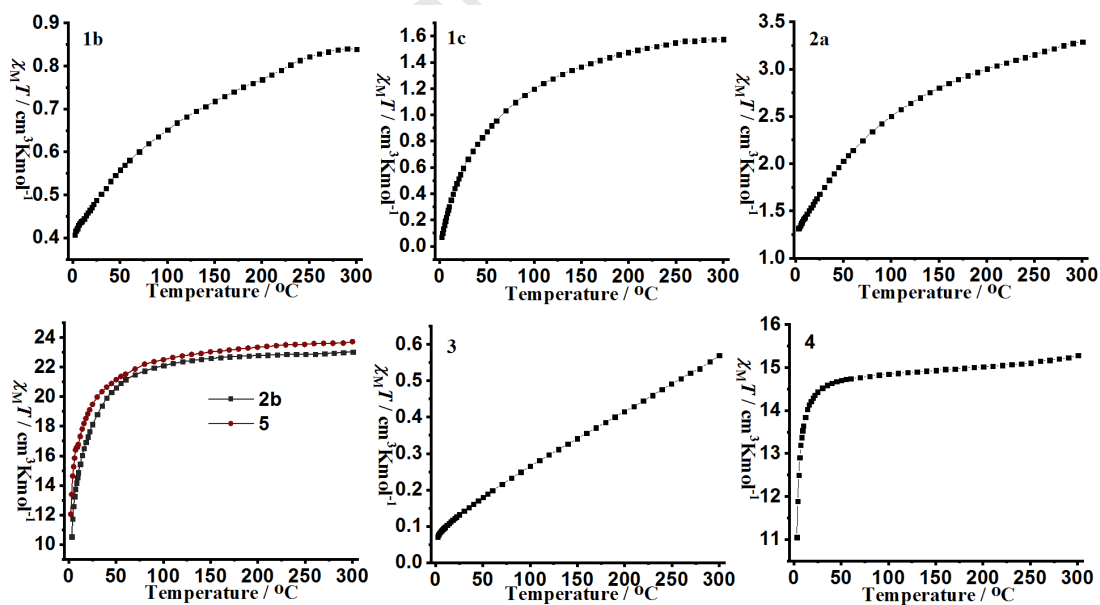 1b
χMT / cm3Kmol-1
0.9
0.8
0.7
0.6
0.5
0.4
0 50 100 150 200 250 300
Temperature / oC
1c
χMT / cm3Kmol-1
1.6
1.4
1.2
1.0
0.8
0.6
0.4
0.2
0.0
0 50 100 150 200 250 300
Temperature / oC
2a
χMT / cm3Kmol-1
3.5
3.0
2.5
2.0
1.5
1.0
0 50 100 150 200 250 300
Temperature / oC
χMT / cm3Kmol-1
24
22
20
18
16
14
12
10
2b
5
0 50 100 150 200 250 300
Temperature / oC
3
χMT / cm3Kmol-1
0.6
0.5
0.4
0.3
0.2
0.1
0.0
0 50 100 150 200 250 300
Temperature / oC
4
χMT / cm3Kmol-1
16
15
14
13
12
11
0 50 100 150 200 250 300
Temperature / oC